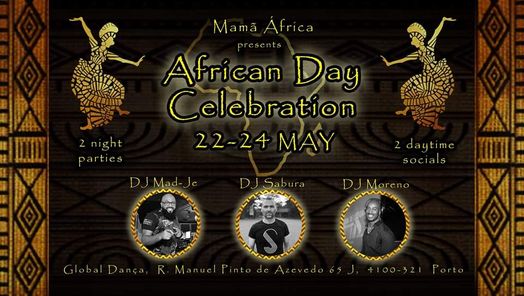 Mamã África
presents
African Day
Celebration
22-24 MAY
2 night
parties
2 daytime
socials
DJ Mad-Je
DJ Sabura
DJ Moreno
S
Global Dança, R. Manuel Pinto de Azevedo 65 J, 4100-321 Porto